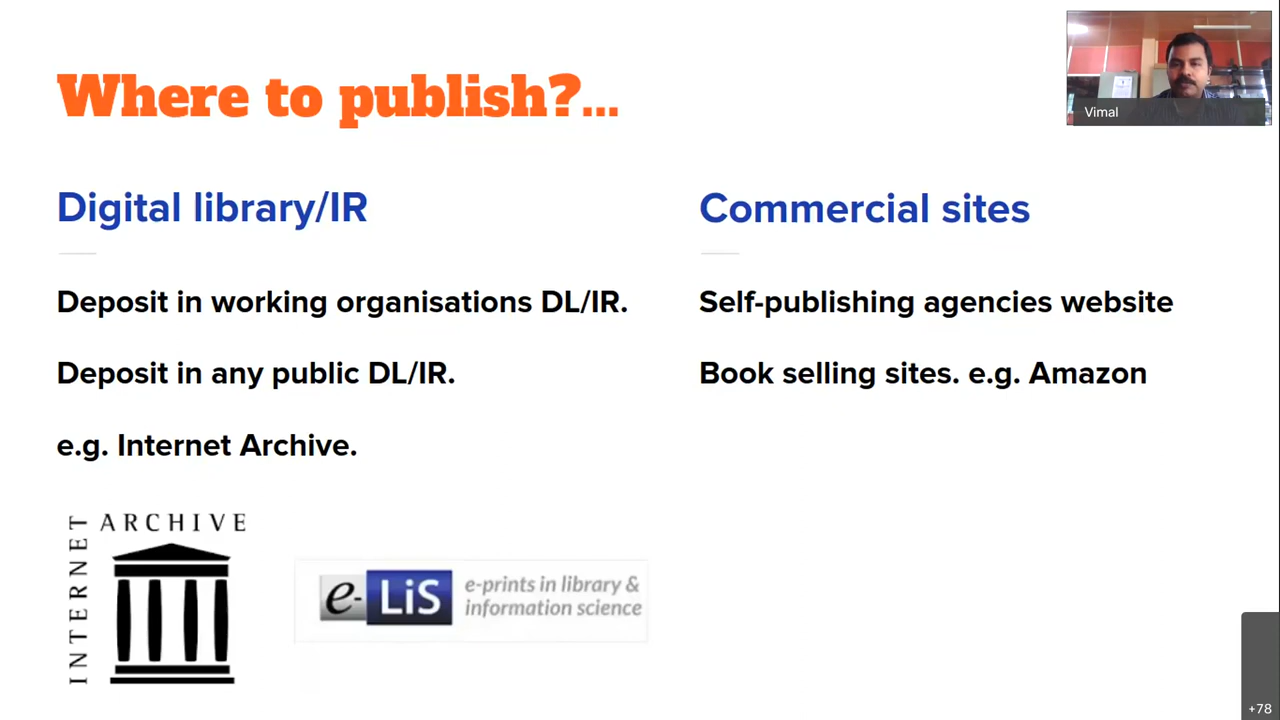 Where to publish?...
Vimal
Digital library/IR
Deposit in working organisations DL/IR.
Deposit in any public DL/IR.
e.g. Internet Archive.
Commercial sites
Self-publishing agencies website
Book selling sites. e.g. Amazon
INTERNET
ARCHIVE
e-LiS
e-prints in library &
information science
+78